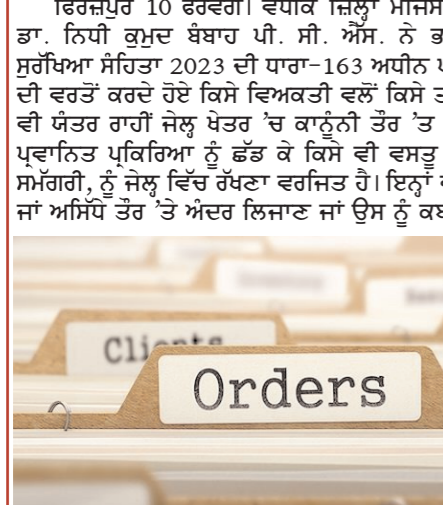 ਫਿਰੋਜ਼ਪੁਰ 10 ਫਰਵਰੀ। ਵਧੀਕ ਜ਼ਿਲ੍ਹਾ ਮੈਜਿਸ
ਡਾ. ਨਿਧੀ ਕੁਮੁਦ ਬੰਬਾਹ ਪੀ. ਸੀ. ਐੱਸ. ਨੇ ਭ
ਸੁਰੱਖਿਆ ਸੰਹਿਤਾ 2023 ਦੀ ਧਾਰਾ-163 ਅਧੀਨ
ਦੀ ਵਰਤੋਂ ਕਰਦੇ ਹੋਏ ਕਿਸੇ ਵਿਅਕਤੀ ਵਲੋਂ ਕਿਸੇ ਤ
ਵੀ ਯੰਤਰ ਰਾਹੀਂ ਜੇਲ੍ਹ ਖੇਤਰ ’ਚ ਕਾਨੂੰਨੀ ਤੌਰ ’ਤ
ਪ੍ਰਵਾਨਿਤ ਪ੍ਰਕਿਰਿਆ ਨੂੰ ਛੱਡ ਕੇ ਕਿਸੇ ਵੀ ਵਸਤੂ
ਸਮੱਗਰੀ, ਨੂੰ ਜੇਲ੍ਹ ਵਿੱਚ ਰੱਖਣਾ ਵਰਜਿਤ ਹੈ। ਇਨ੍ਹਾਂ
ਜਾਂ ਅਸਿੱਧੇ ਤੌਰ ’ਤੇ ਅੰਦਰ ਲਿਜਾਣ ਜਾਂ ਉਸ ਨੂੰ ਕਬ
Clients
Orders